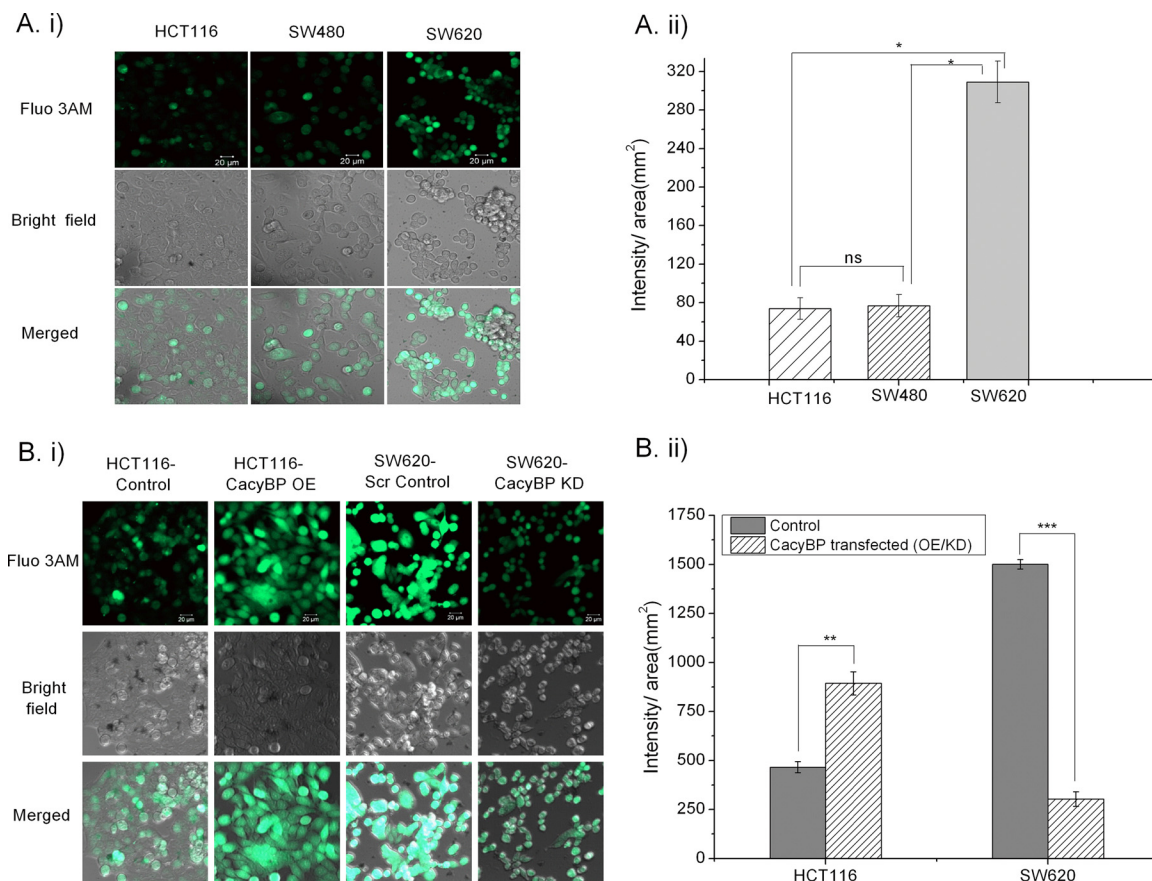 A. i)
HCT116 SW480 SW620
Fluo 3AM
20 µm 20 µm 20 µm
Bright field
Merged
A. ii)
Intensity/ area(mm²)
320
280
240
200
160
120
80
40
0
*
*
ns
HCT116 SW480 SW620
B. i)
HCT116-
Control
HCT116-
CacyBP OE
SW620-
Scr Control
SW620-
CacyBP KD
Fluo 3AM
20 µm 20 µm 20 µm 20 µm
Bright
field
Merged
B. ii)
Intensity/ area(mm²)
1750
1500
1250
1000
750
500
250
0
Control
CacyBP transfected (OE/KD)
**
***
HCT116 SW620